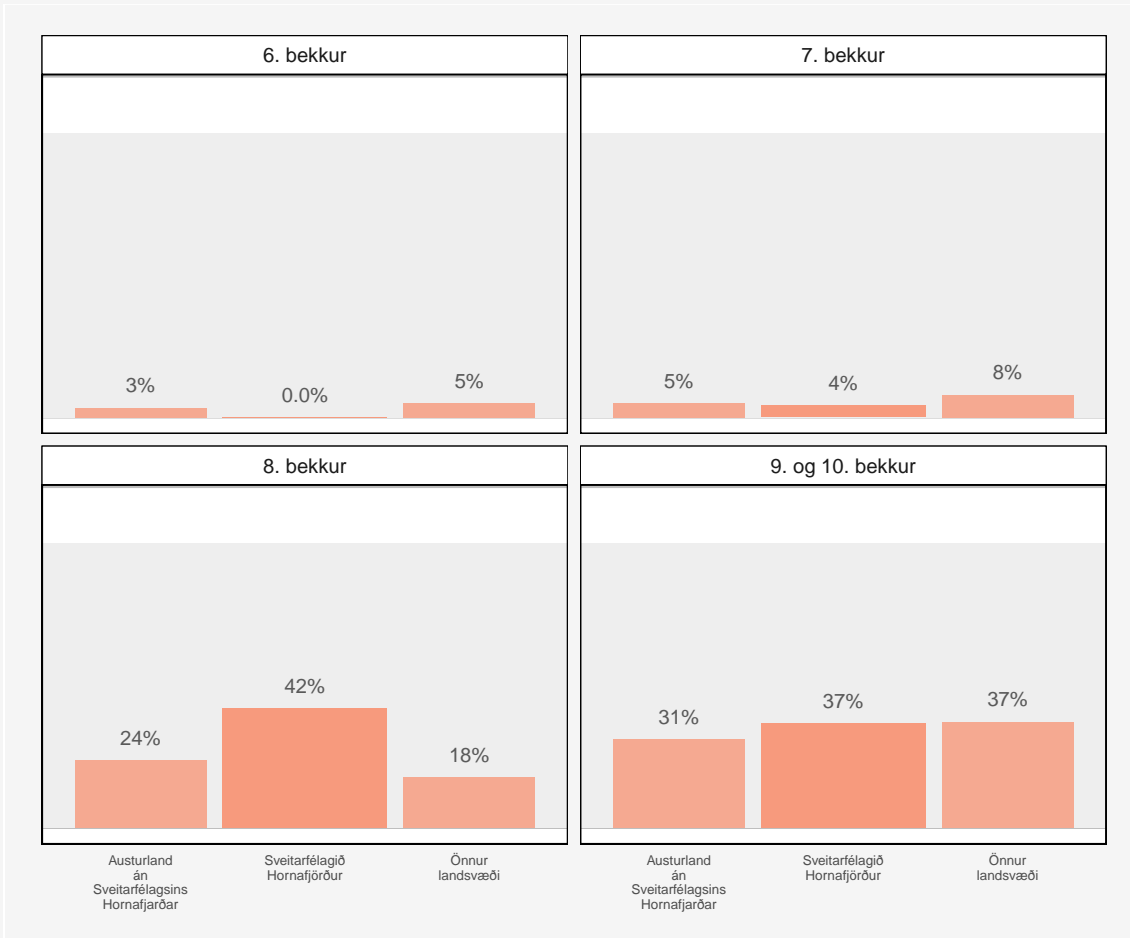 6. bekkur
7. bekkur
3%
0.0%
5%
5%
4%
8%
8. bekkur
9. og 10. bekkur
24%
42%
18%
31%
37%
37%
Austurland
án
Sveitarfélagsins
Hornafjarðar
Sveitarfélagið
Hornafjörður
Önnur
landsvæði
Austurland
án
Sveitarfélagsins
Hornafjarðar
Sveitarfélagið
Hornafjörður
Önnur
landsvæði